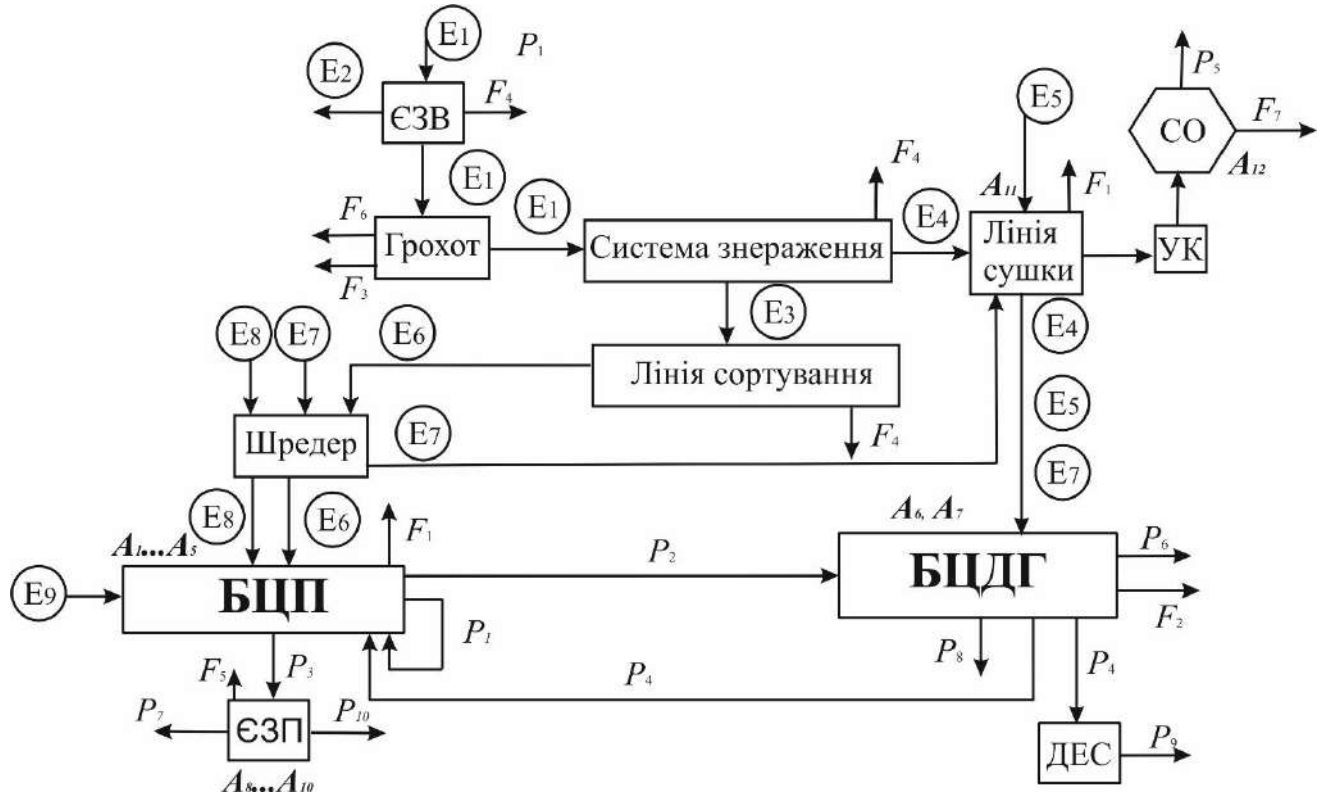 E1
P1
E2
F4
ЄЗВ
E5
P5
СО
F7
A12
E1
F4
A11
F1
F6
E1
E4
Грохот
Система знераження
Лінія
сушки
УК
F3
E3
E4
E8
E7
E6
Лінія сортування
E5
Шредер
E7
F4
E7
E8
E6
A6, A7
F1
A1...A5
P2
P6
БЦДГ
E9
БЦП
F2
P1
P3
P8
P4
F5
P4
P7
P10
ЄЗП
ДЕС
P9
A8...A10